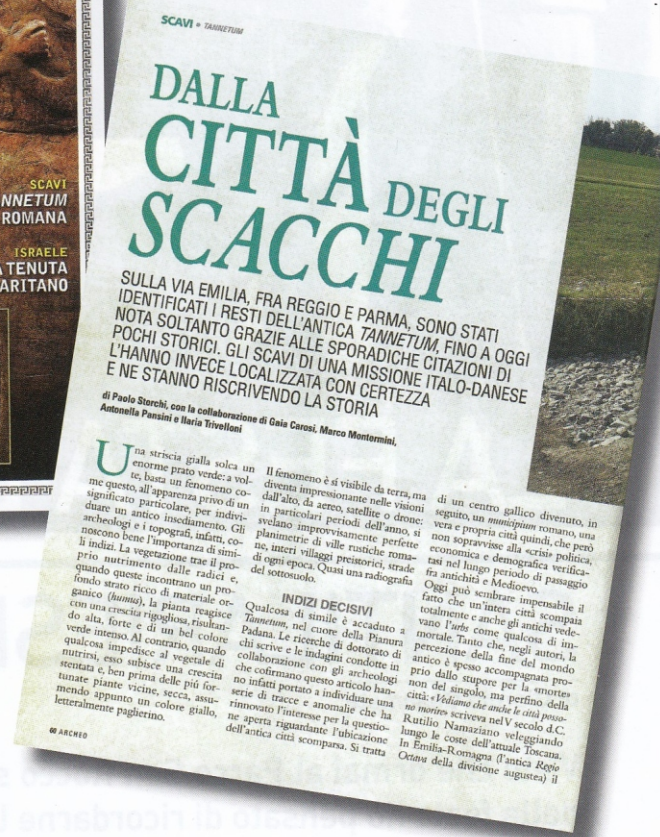 SCAVI
NNETUM
ROMANA
ISRAELE
A TENUTA
ARITANO
SCAVI • TANNETUM
DALLA
CITTÀ DEGLI
SCACCHI
SULLA VIA EMILIA, FRA REGGIO E PARMA, SONO STATI
IDENTIFICATI I RESTI DELL'ANTICA TANNETUM, FINO A OGGI
NOTA SOLTANTO GRAZIE ALLE SPORADICHE CITAZIONI DI
POCHI STORICI. GLI SCAVI DI UNA MISSIONE ITALO-DANESE
L'HANNO INVECE LOCALIZZATA CON CERTEZZA
E NE STANNO RISCRIVENDO LA STORIA
di Paolo Storchi, con la collaborazione di Gaia Carosi, Marco Montermini,
Antonella Pansini e Ilaria Trivelloni
Una striscia gialla solca un
enorme prato verde: a vol-
te, basta un fenomeno co-
me questo, all'apparenza privo di un
significato particolare, per indivi-
duare un antico insediamento. Gli
archeologi e i topografi, infatti, co-
noscono bene l'importanza di simi-
li indizi. La vegetazione trae il pro-
prio nutrimento dalle radici e,
quando queste incontrano un pro-
fondo strato ricco di materiale or-
ganico (humus), la pianta reagisce
con una crescita rigogliosa, risultan-
do alta, forte e di un bel colore
verde intenso. Al contrario, quando
qualcosa impedisce al vegetale di
nutrirsi, esso subisce una crescita
stentata e, ben prima delle più for-
tunate piante vicine, secca, assu-
mendo appunto un colore giallo,
letteralmente paglierino.
Il fenomeno è sì visibile da terra, ma
diventa impressionante nelle visioni
dall'alto, da aereo, satellite o drone:
in particolari periodi dell'anno, si
svelano improvvisamente perfette
planimetrie di ville rustiche roma-
ne, interi villaggi preistorici, strade
di ogni epoca. Quasi una radiografia
del sottosuolo.
INDIZI DECISIVI
Qualcosa di simile è accaduto a
Tannetum, nel cuore della Pianura
Padana. Le ricerche di dottorato di
chi scrive e le indagini condotte in
collaborazione con gli archeologi
che cofirmano questo articolo han-
no infatti portato a individuare una
serie di tracce e anomalie che ha
rinnovato l'interesse per la questio-
ne aperta riguardante l'ubicazione
dell'antica città scomparsa. Si tratta
di un centro gallico divenuto, in
seguito, un municipium romano, una
vera e propria città quindi, che però
non sopravvisse alla «crisi» politica,
economica e demografica verifica-
tasi nel lungo periodo di passaggio
fra antichità e Medioevo.
Oggi può sembrare impensabile il
fatto che un'intera città scompaia
totalmente e anche gli antichi vede-
vano l'urbs come qualcosa di im-
mortale. Tanto che, negli autori, la
percezione della fine del mondo
antico è spesso accompagnata pro-
prio dallo stupore per la «morte»
non del singolo, ma perfino della
città: «Vediamo che anche le città posso-
no morire» scriveva nel V secolo d.C.
Rutilio Namaziano veleggiando
lungo le coste dell'attuale Toscana.
In Emilia-Romagna (l'antica Regio
Octava della divisione augustea) il
60 ARCHEO